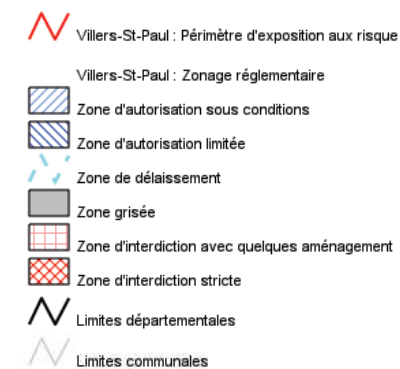 Villers-St-Paul : Périmètre d'exposition aux risque
Villers-St-Paul : Zonage réglementaire
Zone d'autorisation sous conditions
Zone d'autorisation limitée
Zone de délaissement
Zone grisée
Zone d'interdiction avec quelques aménagement
Zone d'interdiction stricte
Limites départementales
Limites communales